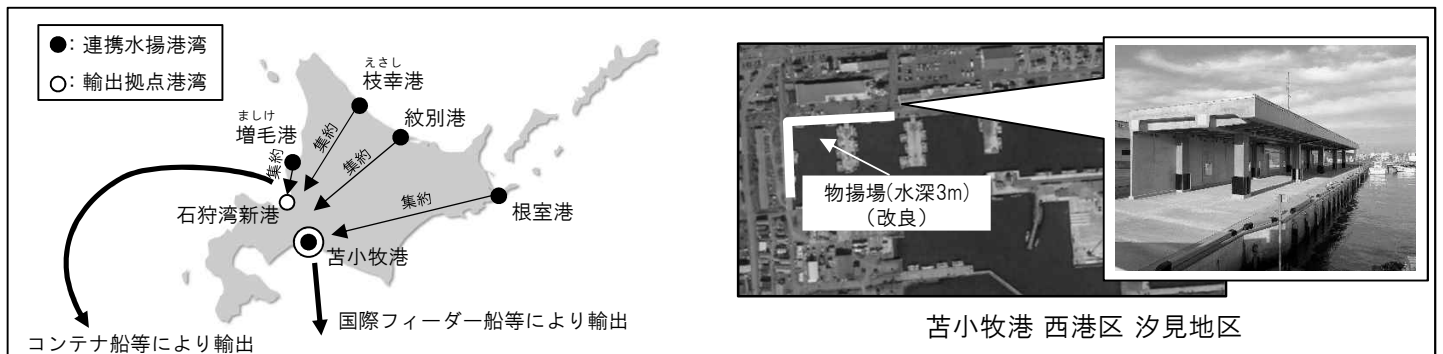 ●：連携水揚港湾
○：輸出拠点港湾
えさし
枝幸港
紋別港
ましけ
増毛港
集約
集約
集約
集約
石狩湾新港
根室港
苫小牧港
国際フィーダー船等により輸出
コンテナ船等により輸出
物揚場(水深3m)
（改良）
苫小牧港 西港区 汐見地区